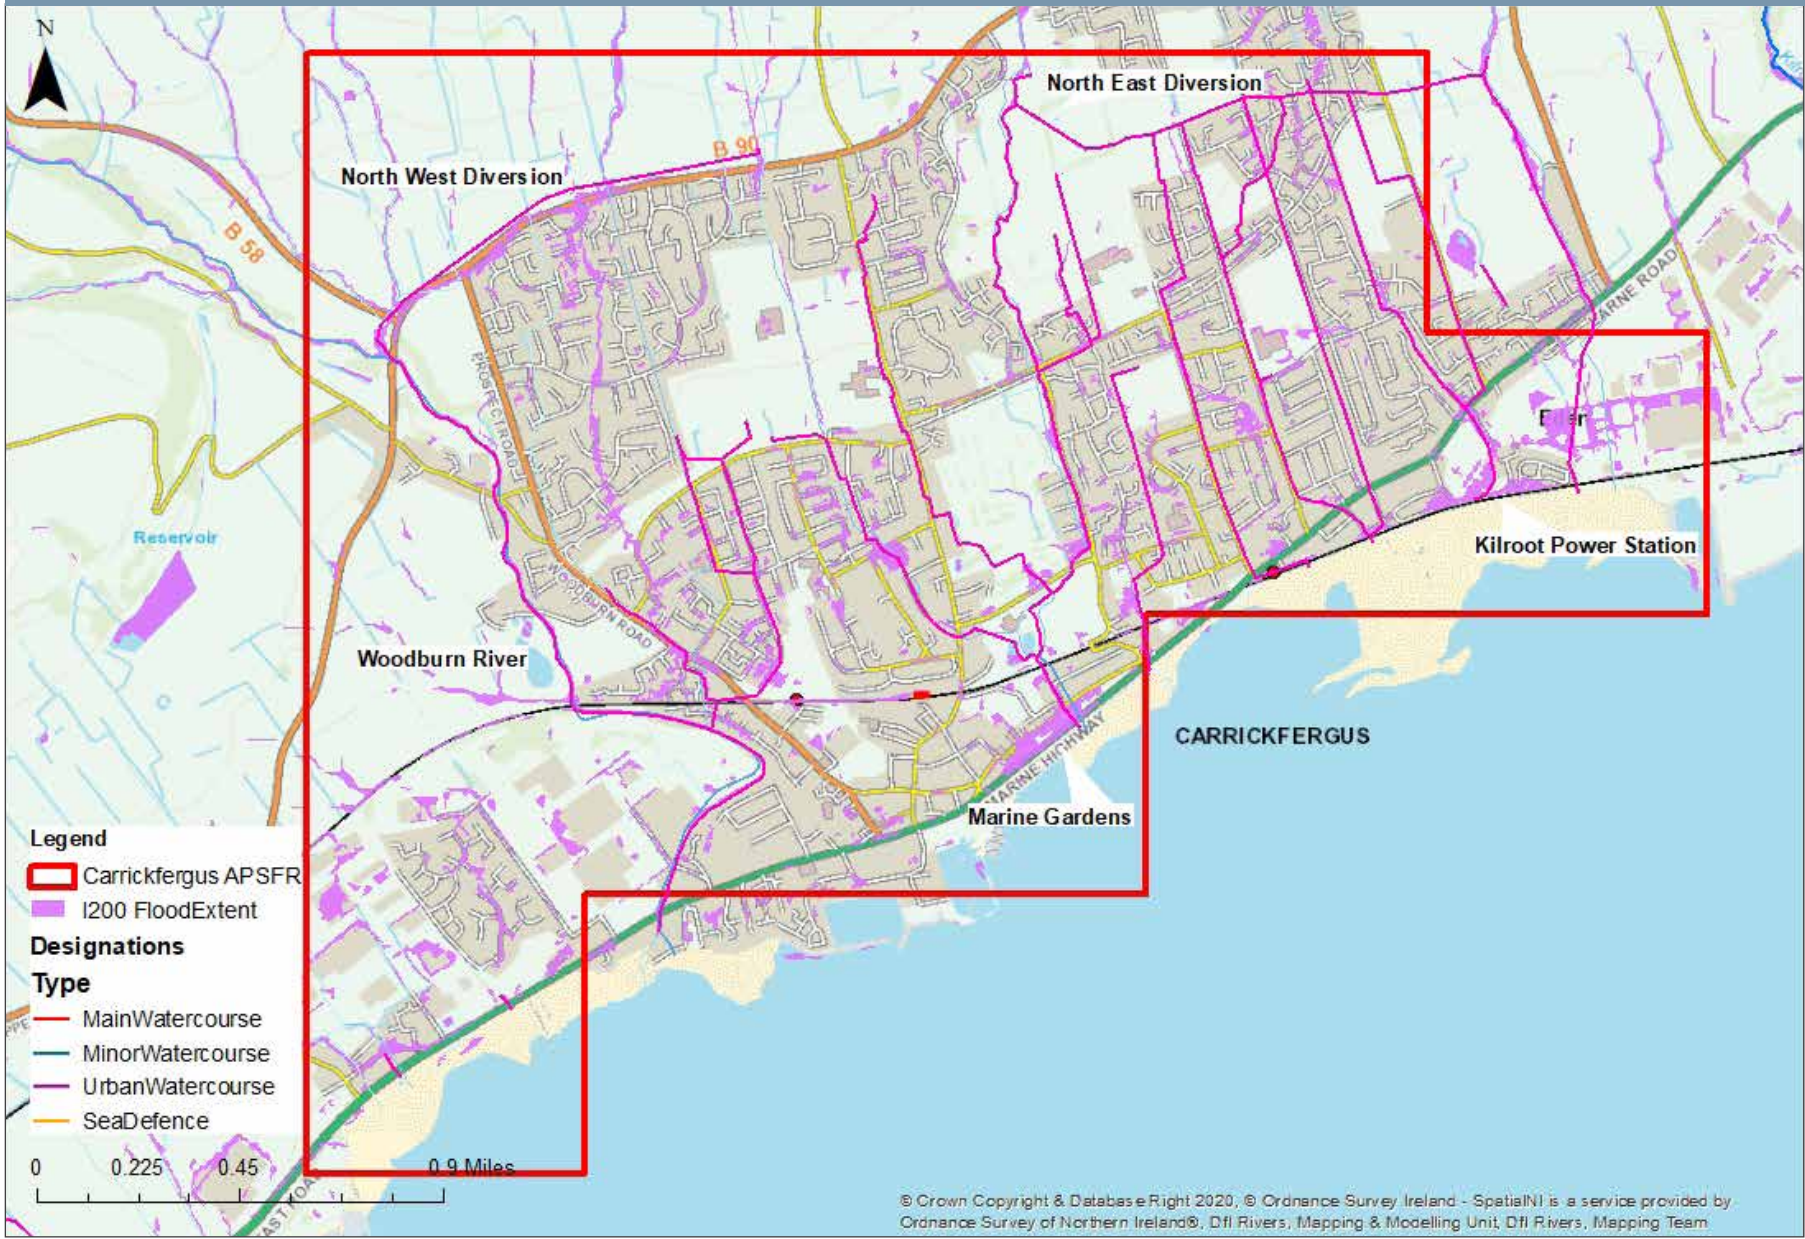 N
North East Diversion
B 90
North West Diversion
B 58
LARNE ROAD
PROSPECT ROAD
Reservoir
Kilroot Power Station
WOODBURN ROAD
Woodburn River
CARRICKFERGUS
MARINE HIGHWAY
Marine Gardens
Legend
Carrickfergus APSFR
I200 FloodExtent
Designations
Type
MainWatercourse
MinorWatercourse
UrbanWatercourse
SeaDefence
0 0.225 0.45 0.9 Miles
© Crown Copyright & Database Right 2020, © Ordnance Survey Ireland - SpatialNI is a service provided by
Ordnance Survey of Northern Ireland®, DfI Rivers, Mapping & Modelling Unit, DfI Rivers, Mapping Team